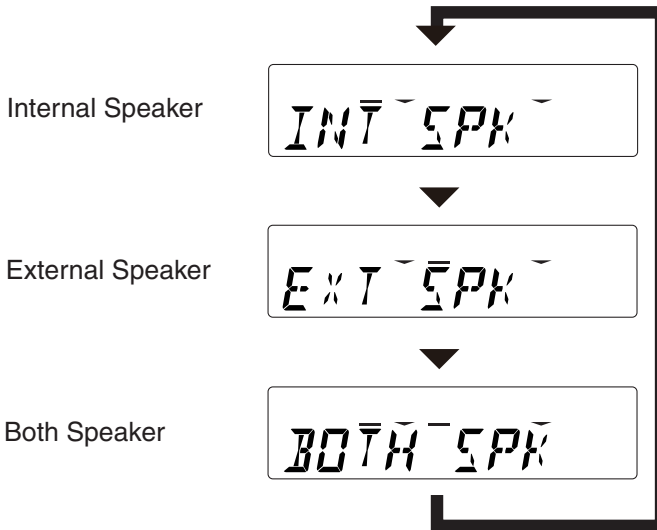 Internal Speaker
INT SPK
External Speaker
EXT SPK
Both Speaker
BOTH SPK